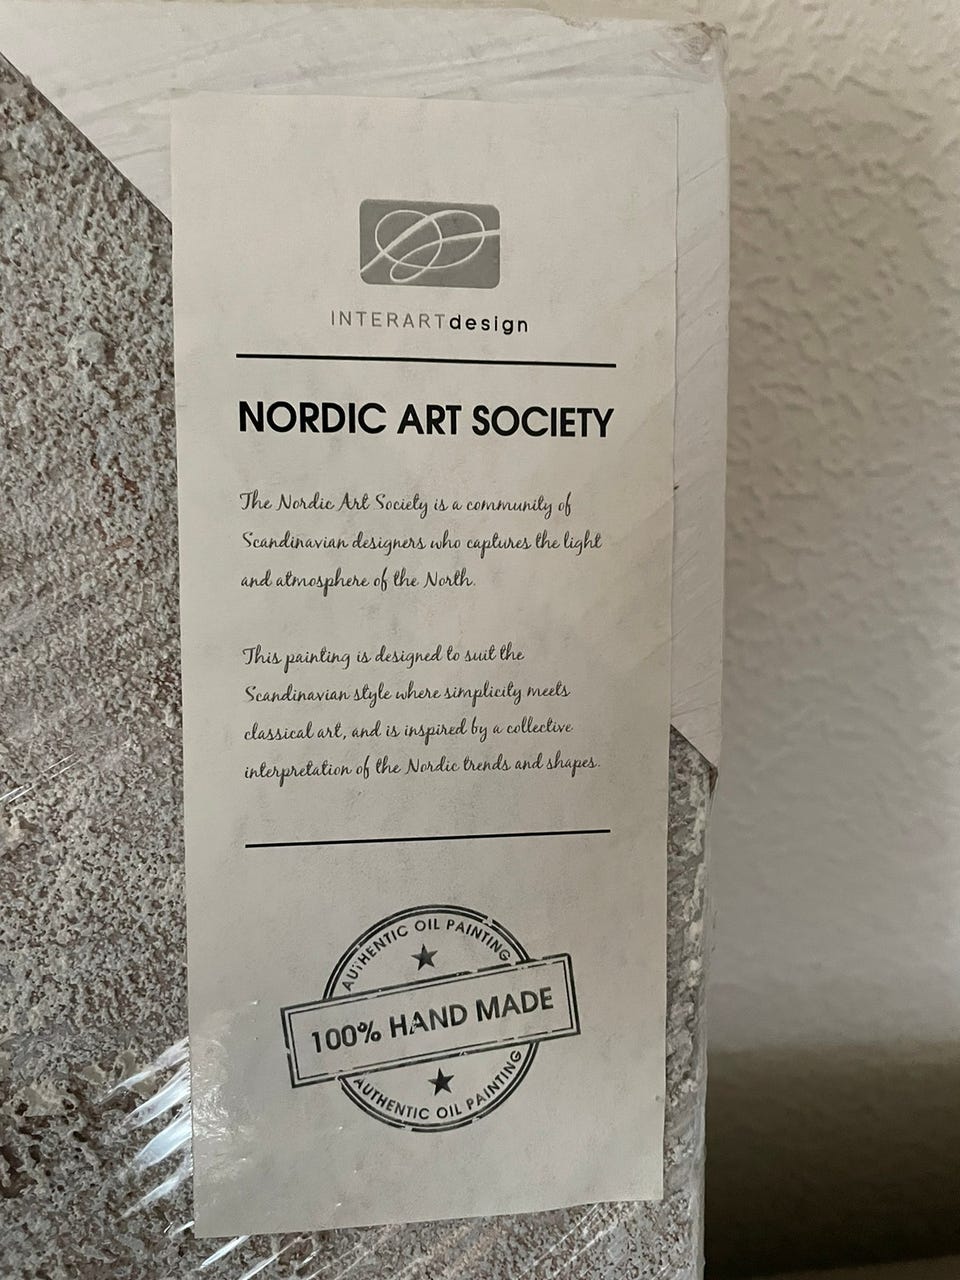 INTERARTdesign
NORDIC ART SOCIETY
The Nordic Art Society is a community of
Scandinavian designers who captures the light
and atmosphere of the North.
This painting is designed to suit the
Scandinavian style where simplicity meets
classical art, and is inspired by a collective
interpretation of the Nordic trends and shapes.
AUTHENTIC OIL PAINTING
100% HAND MADE
AUTHENTIC OIL PAINTING